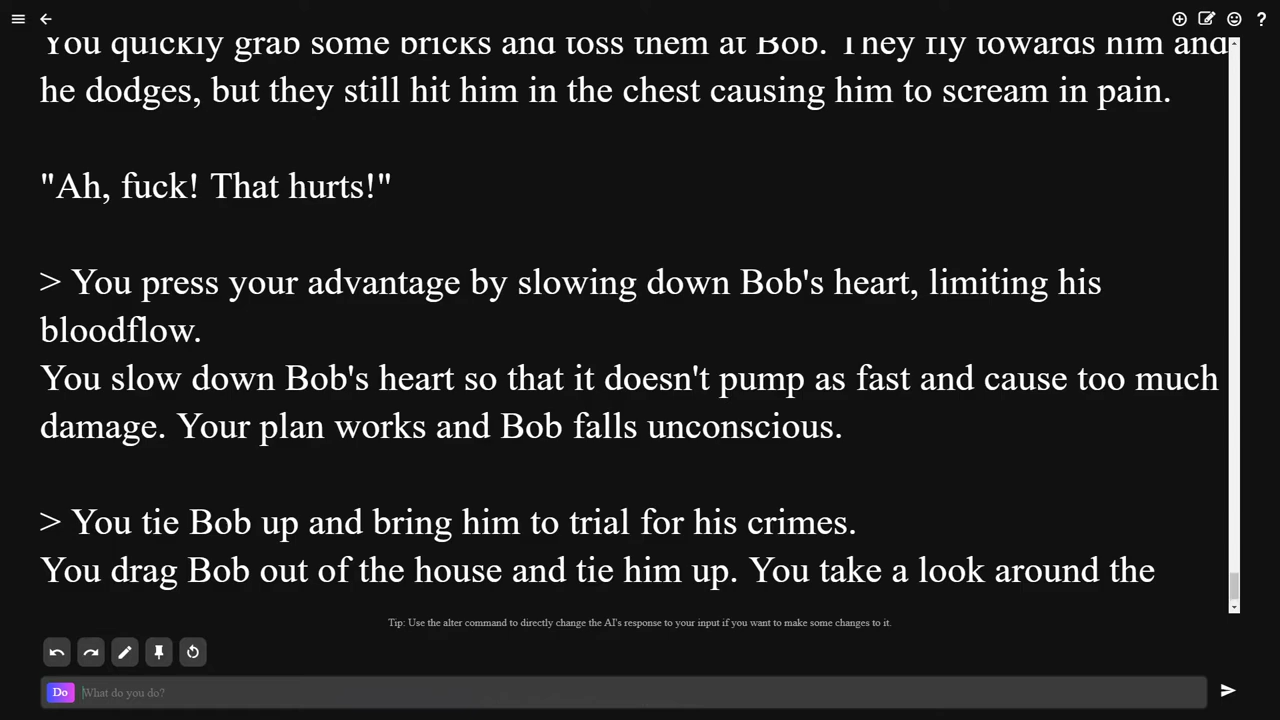 You quickly grab some bricks and toss them at Bob. They fly towards him and
he dodges, but they still hit him in the chest causing him to scream in pain.
"Ah, fuck! That hurts!"
> You press your advantage by slowing down Bob's heart, limiting his
bloodflow.
You slow down Bob's heart so that it doesn't pump as fast and cause too much
damage. Your plan works and Bob falls unconscious.
> You tie Bob up and bring him to trial for his crimes.
You drag Bob out of the house and tie him up. You take a look around the
Tip: Use the alter command to directly change the AI's response to your input if you want to make some changes to it.
Do What do you do?